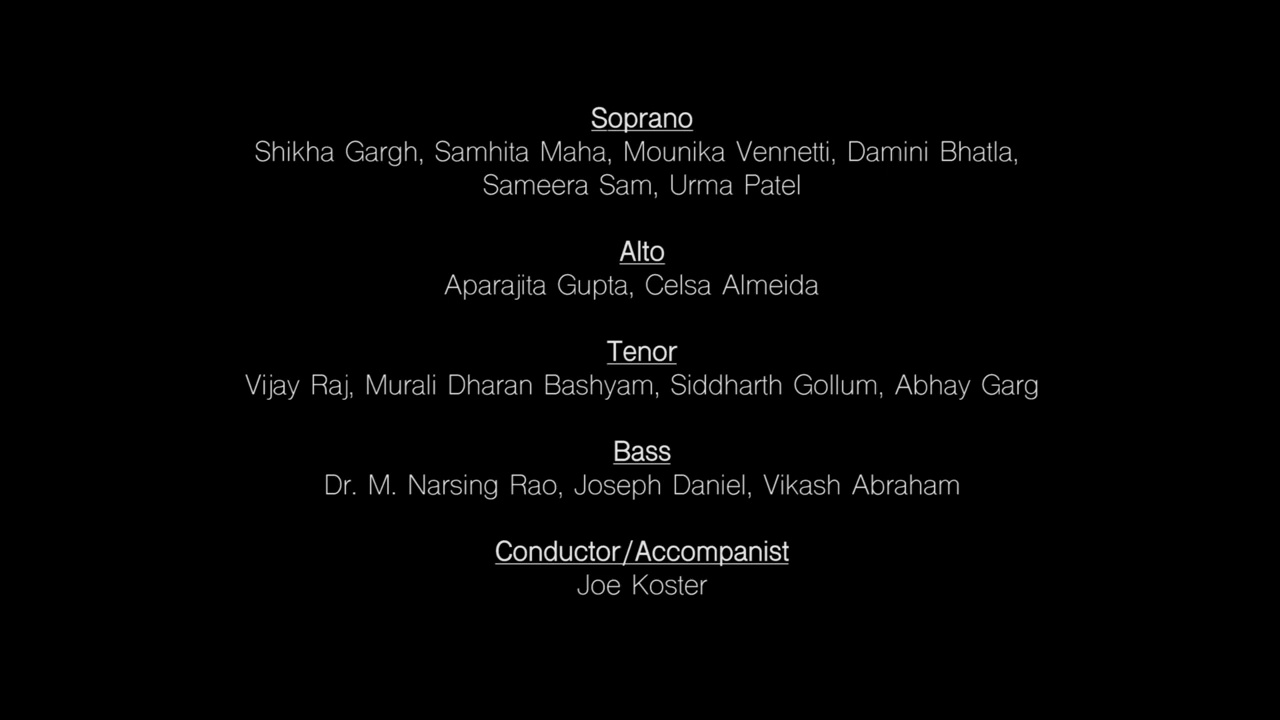 Soprano
Shikha Gargh, Samhita Maha, Mounika Vennetti, Damini Bhatla,
Sameera Sam, Urma Patel
Alto
Aparajita Gupta, Celsa Almeida
Tenor
Vijay Raj, Murali Dharan Bashyam, Siddharth Gollum, Abhay Garg
Bass
Dr. M. Narsing Rao, Joseph Daniel, Vikash Abraham
Conductor/Accompanist
Joe Koster